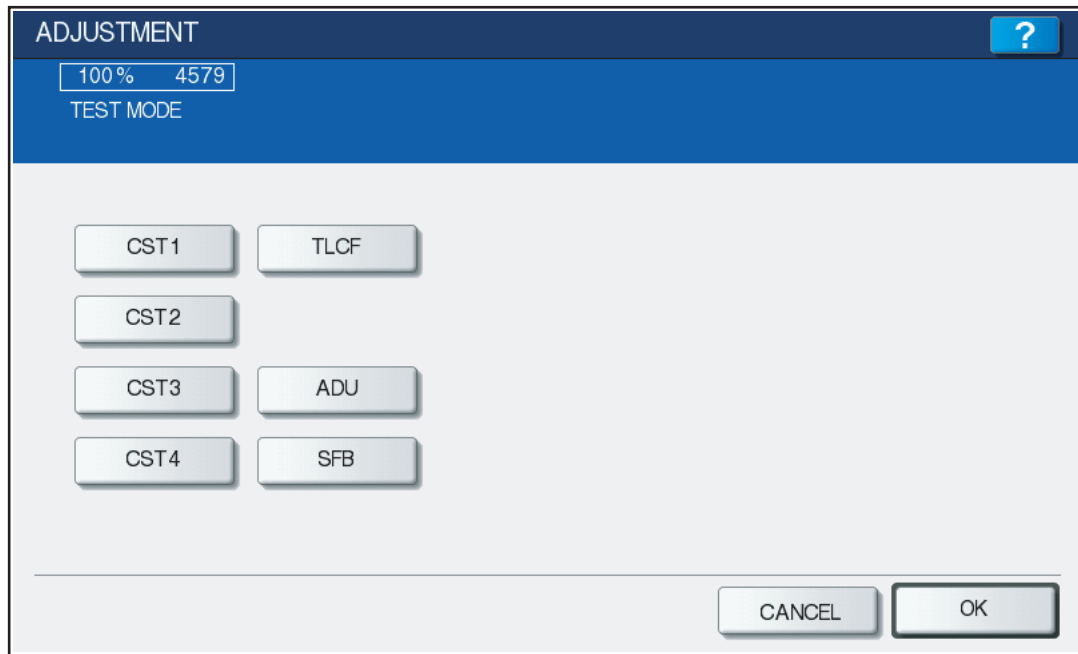 ADJUSTMENT ?
100% 4579
TEST MODE
CST1 TLCF
CST2
CST3 ADU
CST4 SFB
CANCEL OK